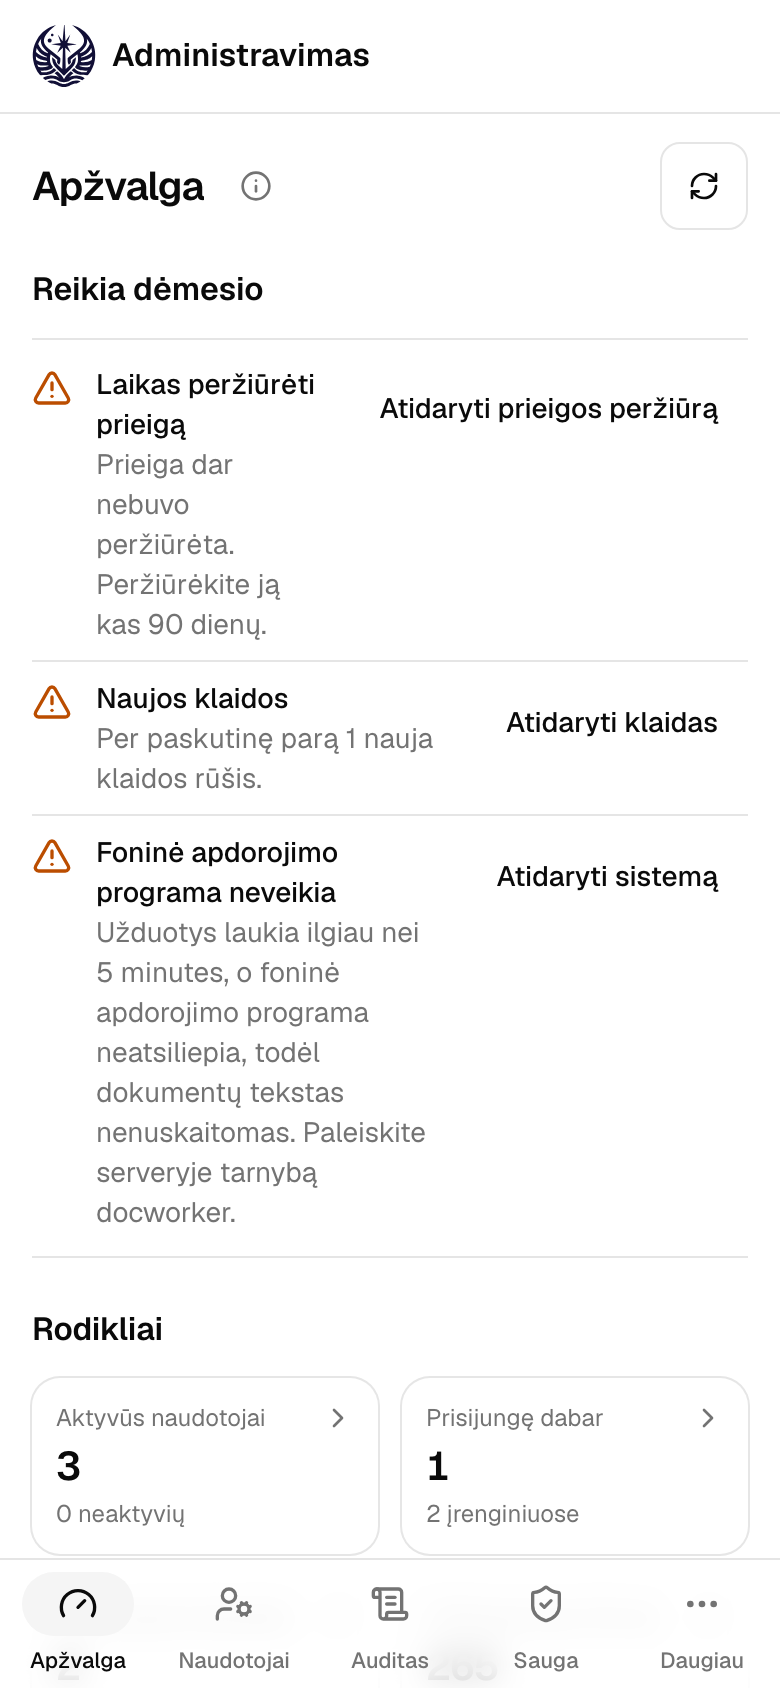 Administravimas
Apžvalga
Reikia dėmesio
Laikas peržiūrėti
prieigą
Atidaryti prieigos peržiūrą
Prieiga dar
nebuvo
peržiūrėta.
Peržiūrėkite ją
kas 90 dienų.
Naujos klaidos
Atidaryti klaidas
Per paskutinę parą 1 nauja
klaidos rūšis.
Foninė apdorojimo
programa neveikia
Atidaryti sistemą
Užduotys laukia ilgiau nei
5 minutes, o foninė
apdorojimo programa
neatsiliepia, todėl
dokumentų tekstas
nenuskaitomas. Paleiskite
serveryje tarnybą
docworker.
Rodikliai
Aktyvūs naudotojai
3
0 neaktyvių
Prisijungę dabar
1
2 įrenginiuose
Apžvalga
Naudotojai
Auditas
Sauga
Daugiau